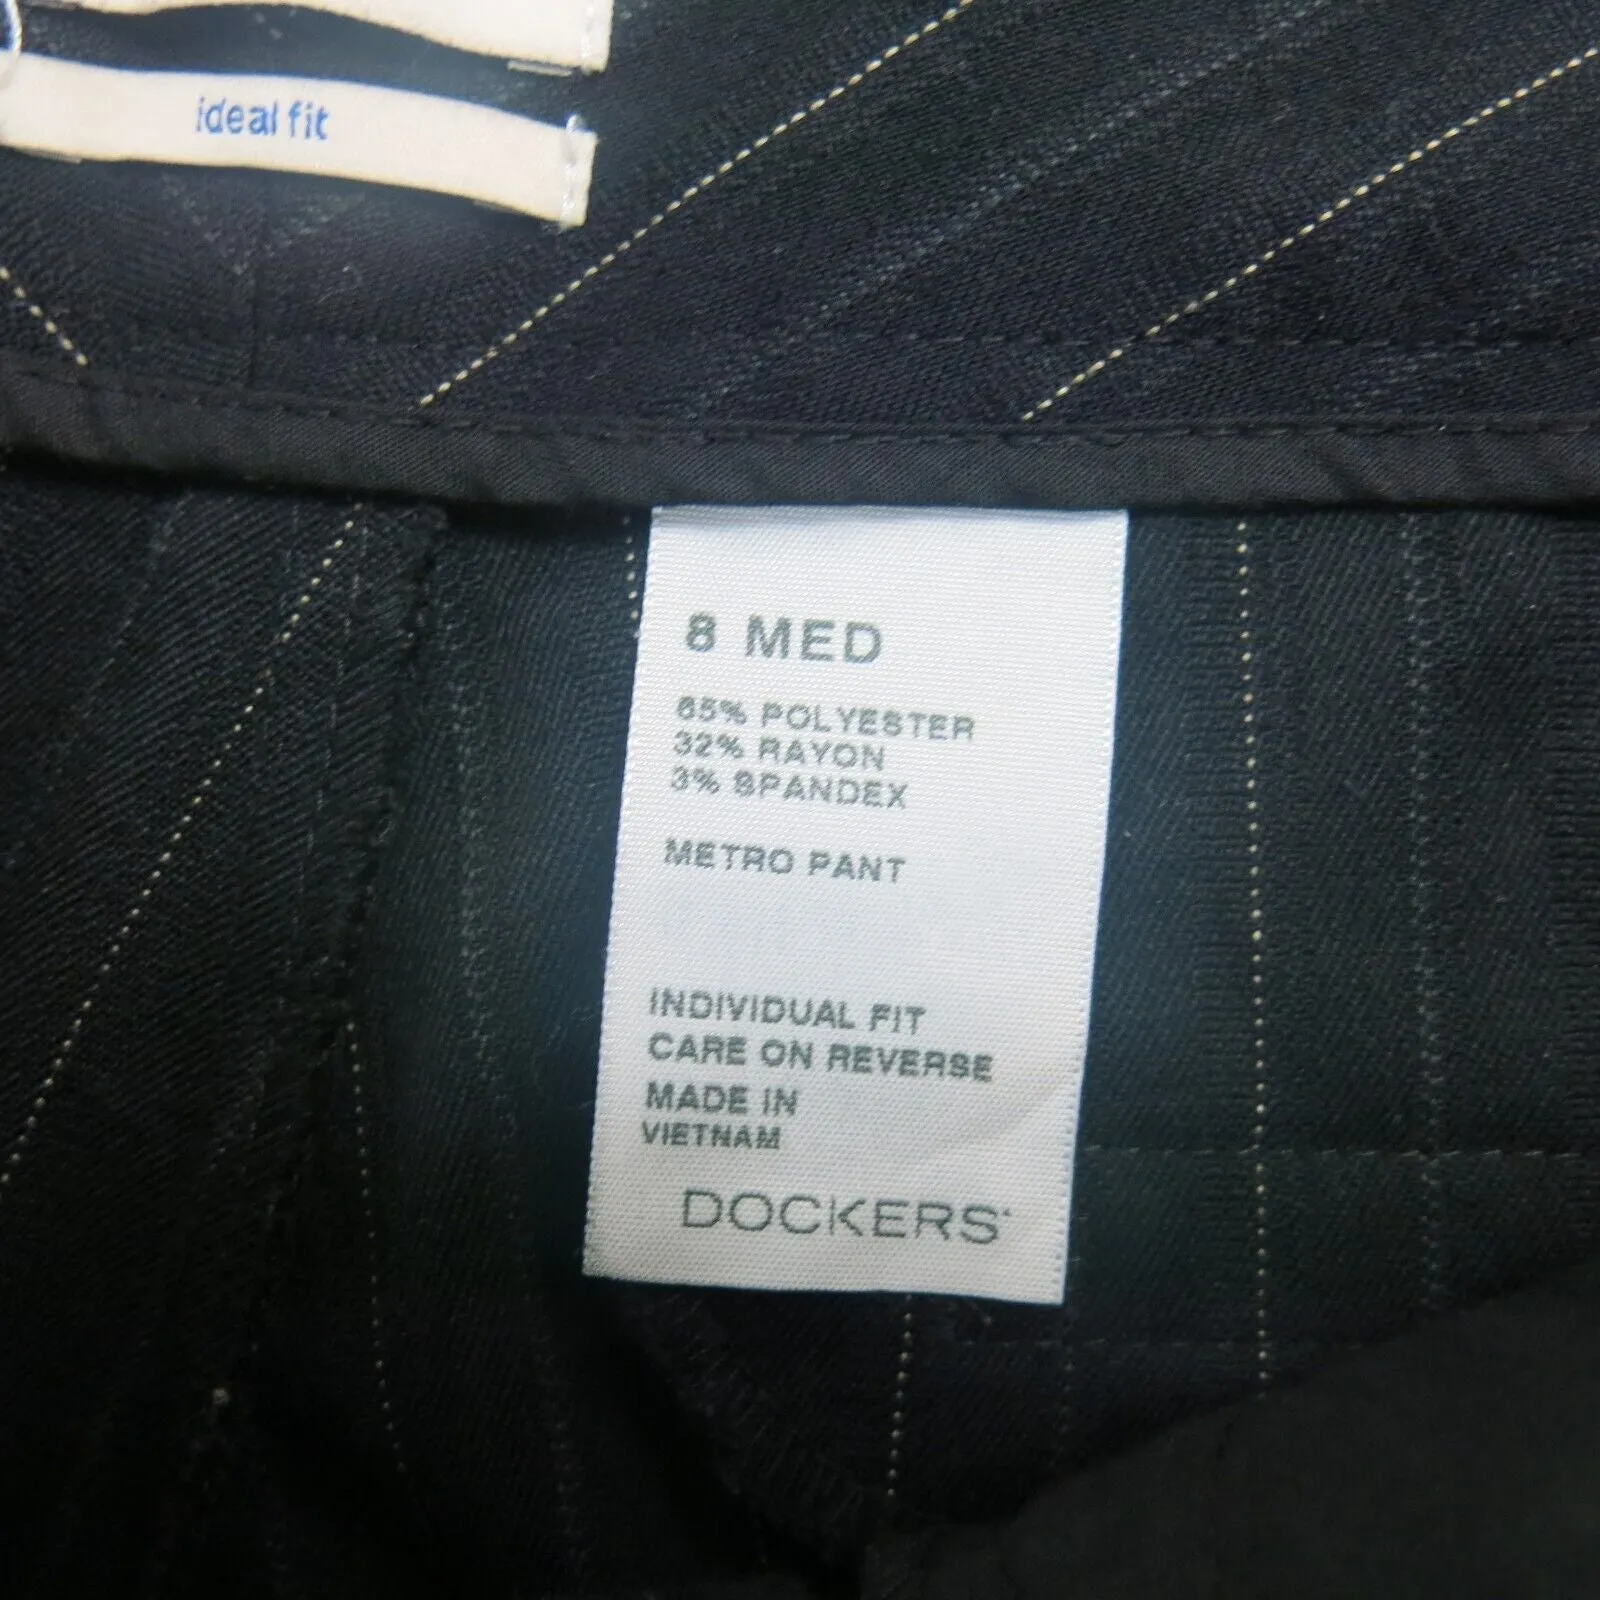 ideal fit
8 MED
65% POLYESTER
32% RAYON
3% SPANDEX
METRO PANT
INDIVIDUAL FIT
CARE ON REVERSE
MADE IN
VIETNAM
DOCKERS